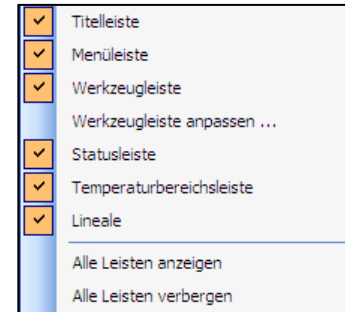 Titelleiste
Menüleiste
Werkzeugleiste
Werkzeugleiste anpassen ...
Statusleiste
Temperaturbereichsleiste
Lineale
Alle Leisten anzeigen
Alle Leisten verbergen